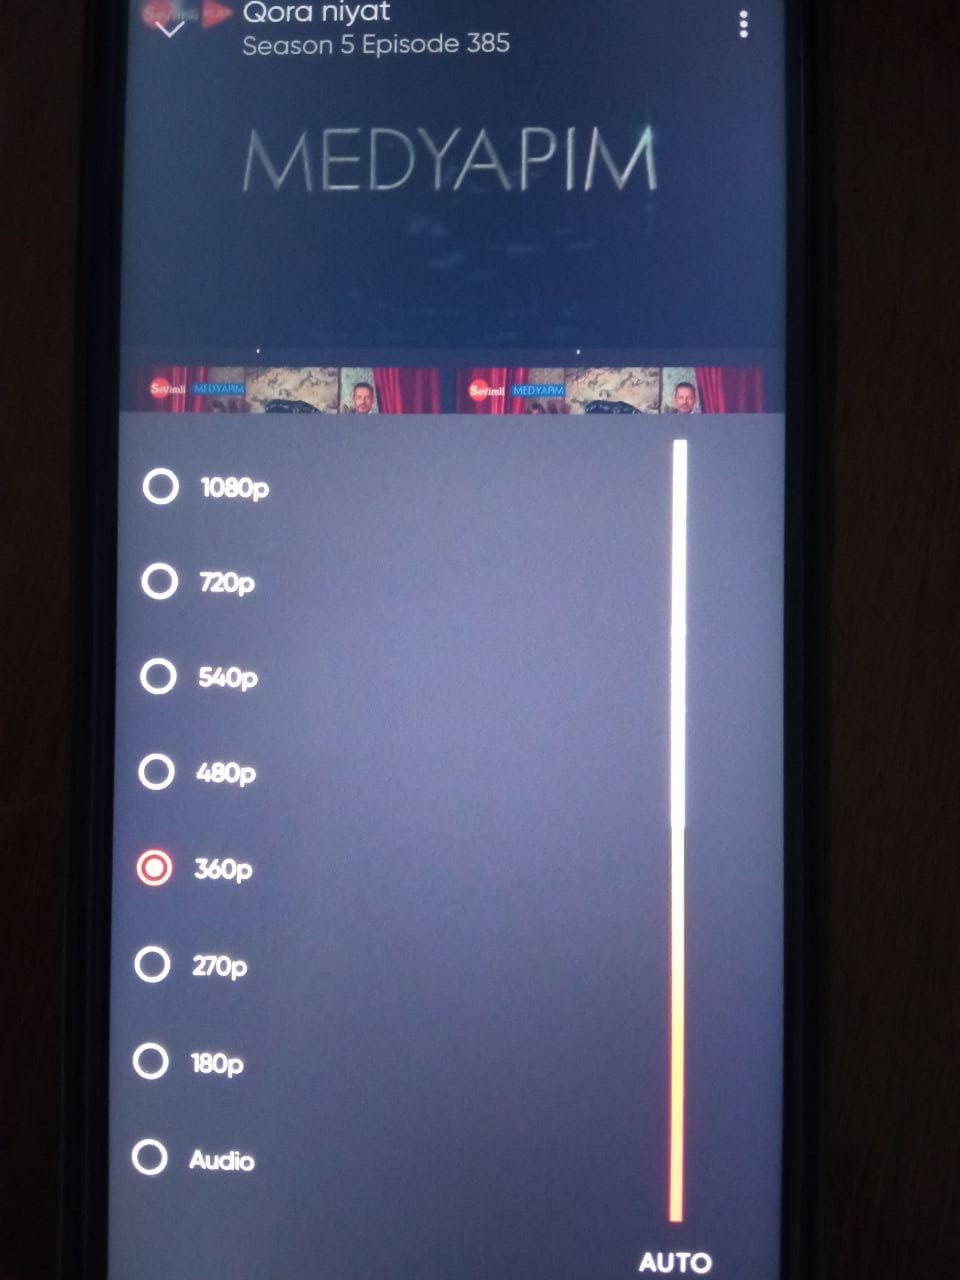 Qora niyat
Season 5 Episode 385
MEDYAPIM
Sevimli MEDYAPIM
Sevimli MEDYAPIM
1080p
720p
540p
480p
360p
270p
180p
Audio
AUTO